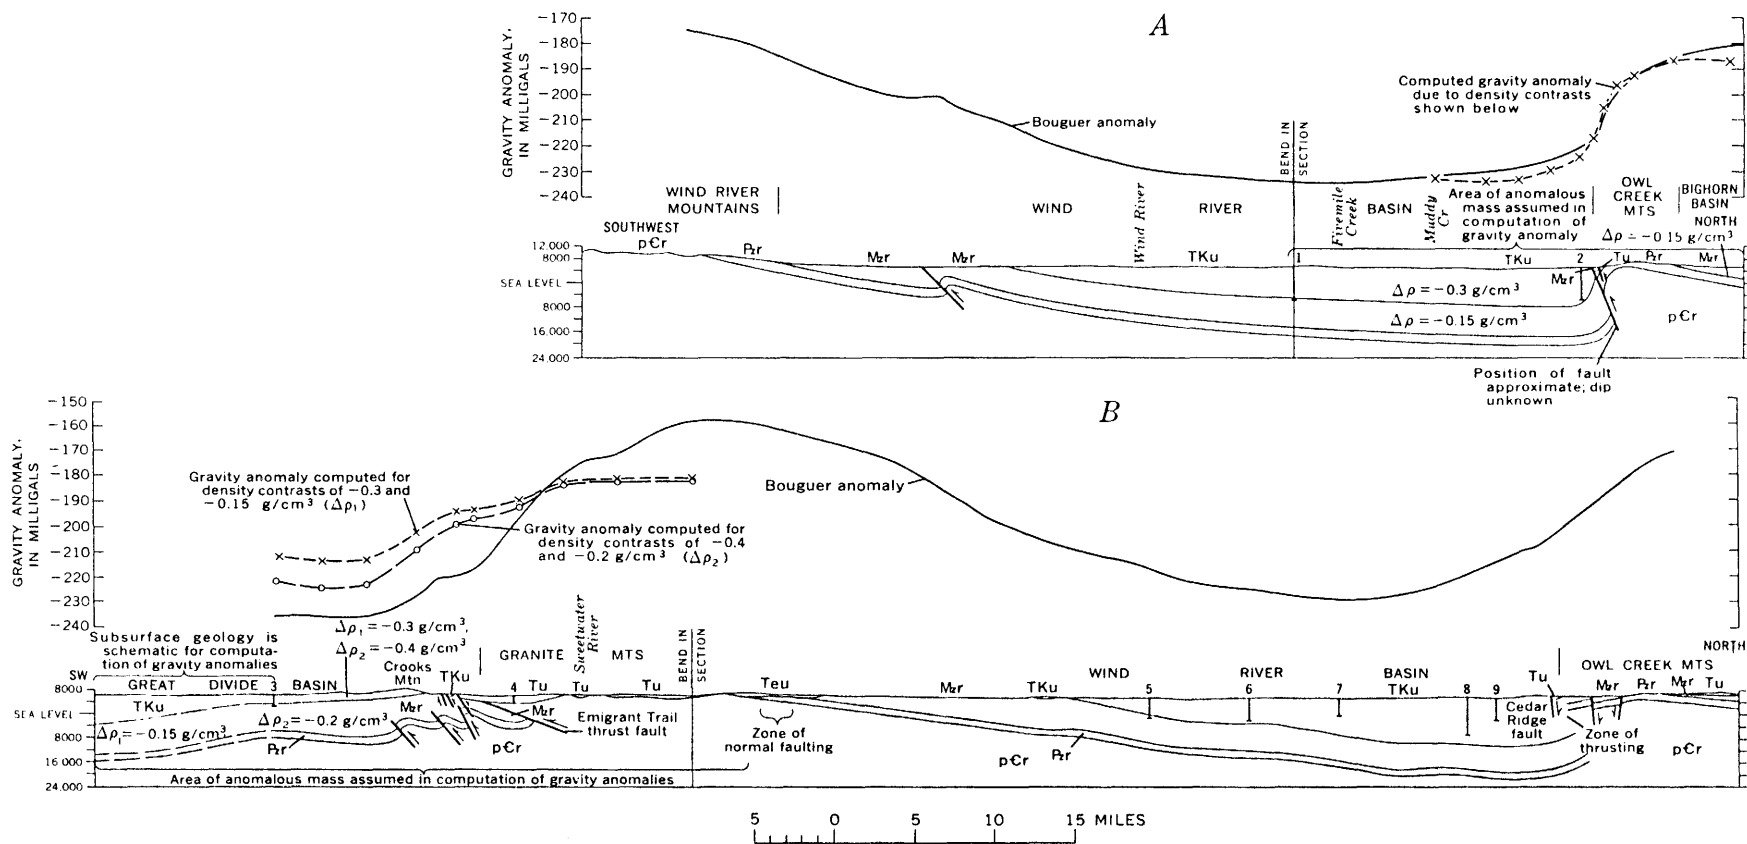 A
GRAVITY ANOMALY,
IN MILLIGALS
−170
−180
−190
−200
−210
−220
−230
−240
Bouguer anomaly
Computed gravity anomaly
due to density contrasts
shown below
BEND IN
SECTION
WIND RIVER
MOUNTAINS
WIND
Wind River
RIVER
Fivemile
Creek
BASIN
Muddy
Cr
Area of anomalous
mass assumed in
computation of
gravity anomaly
OWL
CREEK
MTS
BIGHORN
BASIN
NORTH
Δρ = −0.15 g/cm³
SOUTHWEST
p€r
Pzr
Mzr
Mzr
TKu
1
TKu
2
Tu
Pzr
Mzr
12,000
8000
SEA LEVEL
8000
16,000
24,000
Δρ = −0.3 g/cm³
Mzr
Δρ = −0.15 g/cm³
p€r
Position of fault
approximate; dip
unknown
B
GRAVITY ANOMALY,
IN MILLIGALS
−150
−160
−170
−180
−190
−200
−210
−220
−230
−240
Gravity anomaly computed for
density contrasts of −0.3 and
−0.15 g/cm³ (Δρ₁)
Gravity anomaly computed for
density contrasts of −0.4
and −0.2 g/cm³ (Δρ₂)
Bouguer anomaly
Subsurface geology is
schematic for computa-
tion of gravity anomalies
Δρ₁ = −0.3 g/cm³,
Δρ₂ = −0.4 g/cm³
Crooks
Mtn
TKu
GRANITE
Sweetwater
River
MTS
BEND IN
SECTION
WIND
RIVER
BASIN
OWL CREEK MTS
NORTH
SW
GREAT
DIVIDE
3
BASIN
4
Tu
Tu
Tu
Teu
Mzr
TKu
5
6
7
TKu
8
9
Tu
Mzr
Pzr
Mzr
Tu
8000
SEA LEVEL
8000
16 000
24.000
TKu
Δρ₂ = −0.2 g/cm³
Δρ₁ = −0.15 g/cm³
Pzr
Mzr
Mzr
p€r
Emigrant Trail
thrust fault
Zone of
normal faulting
p€r
Pzr
Cedar
Ridge
fault
Zone of
thrusting
p€r
Area of anomalous mass assumed in computation of gravity anomalies
5 0 5 10 15 MILES